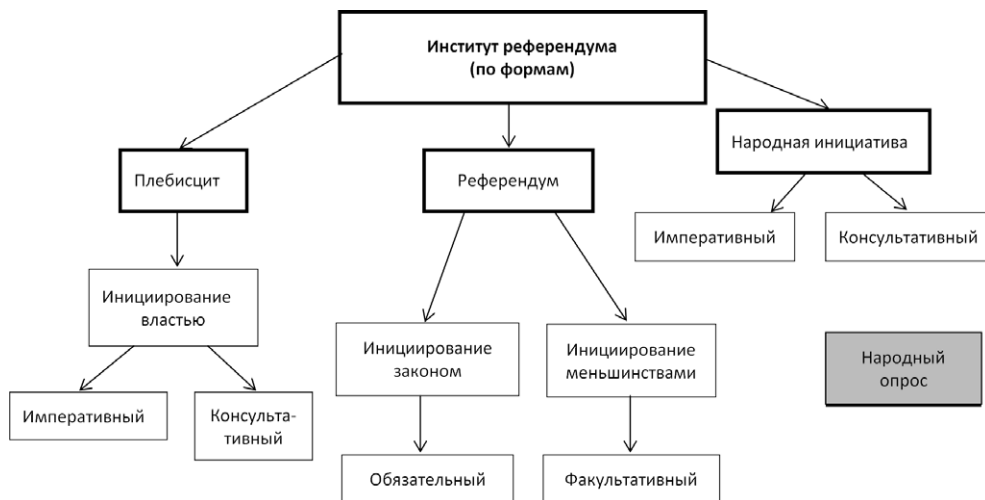 Институт референдума
(по формам)
Народная инициатива
Плебисцит
Референдум
Императивный
Консультативный
Инициирование
властью
Инициирование
законом
Инициирование
меньшинствами
Народный
опрос
Императивный
Консульта-
тивный
Обязательный
Факультативный